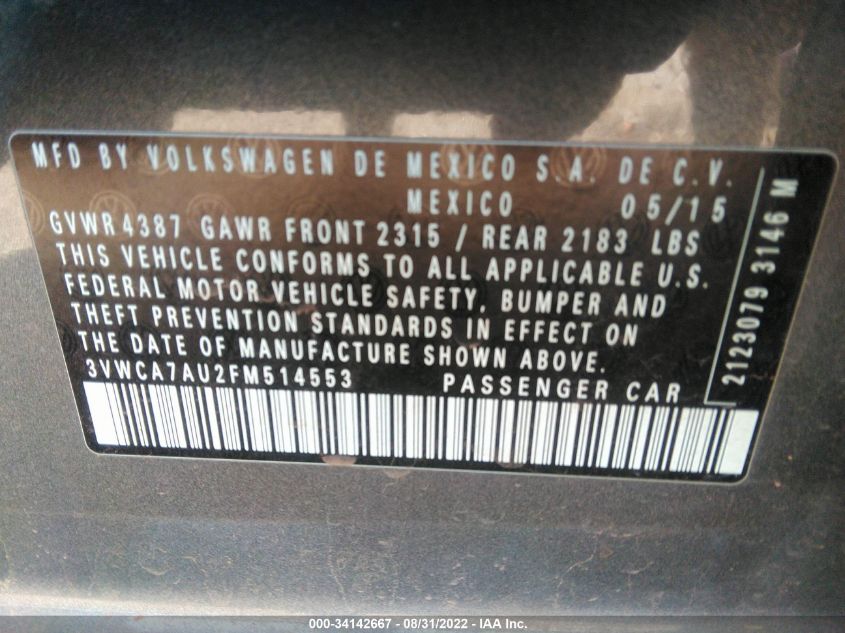 MFD BY VOLKSWAGEN DE MEXICO S.A. DE C.V.
MEXICO 05/15
GVWR 4387 GAWR FRONT 2315 / REAR 2183 LBS
THIS VEHICLE CONFORMS TO ALL APPLICABLE U.S.
FEDERAL MOTOR VEHICLE SAFETY, BUMPER AND
THEFT PREVENTION STANDARDS IN EFFECT ON
THE DATE OF MANUFACTURE SHOWN ABOVE.
3VWCA7AU2FM514553 PASSENGER CAR
2123079 3146 M
000-34142667 - 08/31/2022 - IAA Inc.